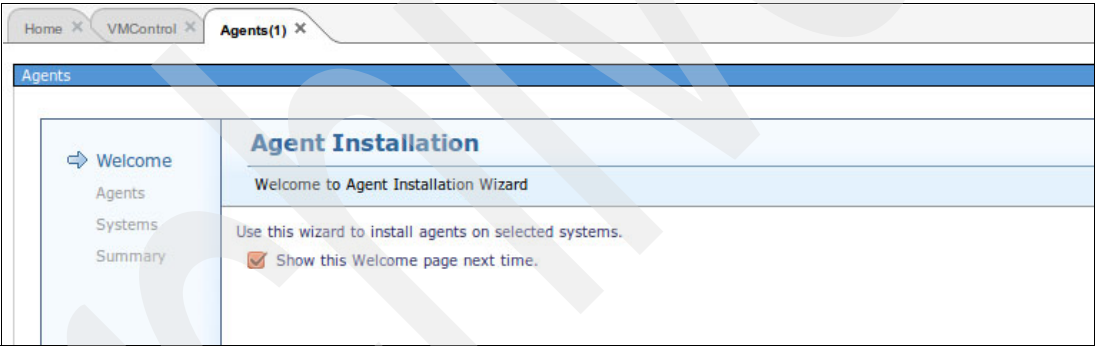 Home VMControl Agents(1)
Agents
Agent Installation
Welcome to Agent Installation Wizard
Welcome
Agents
Systems
Summary
Use this wizard to install agents on selected systems.
Show this Welcome page next time.